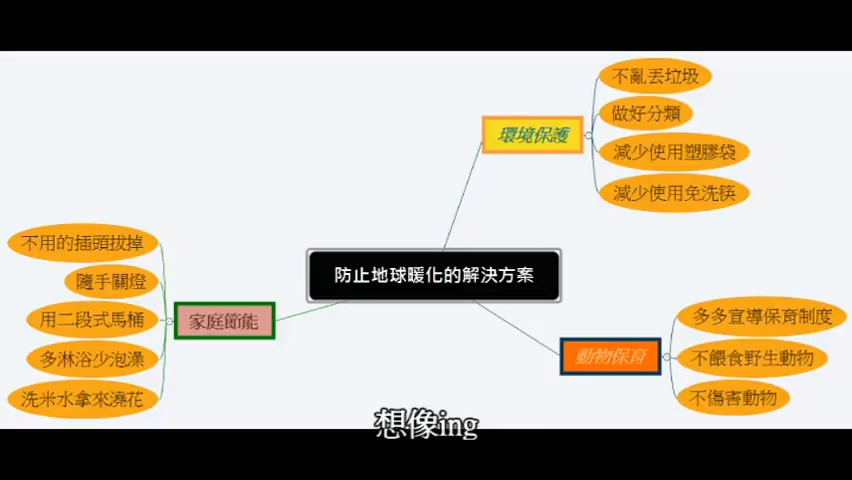 不亂丟垃圾
做好分類
環境保護
減少使用塑膠袋
減少使用免洗筷
不用的插頭拔掉
隨手關燈
用二段式馬桶
家庭節能
多淋浴少泡澡
洗米水拿來澆花
防止地球暖化的解決方案
多多宣導保育制度
動物保育
不餵食野生動物
不傷害動物
想像ing